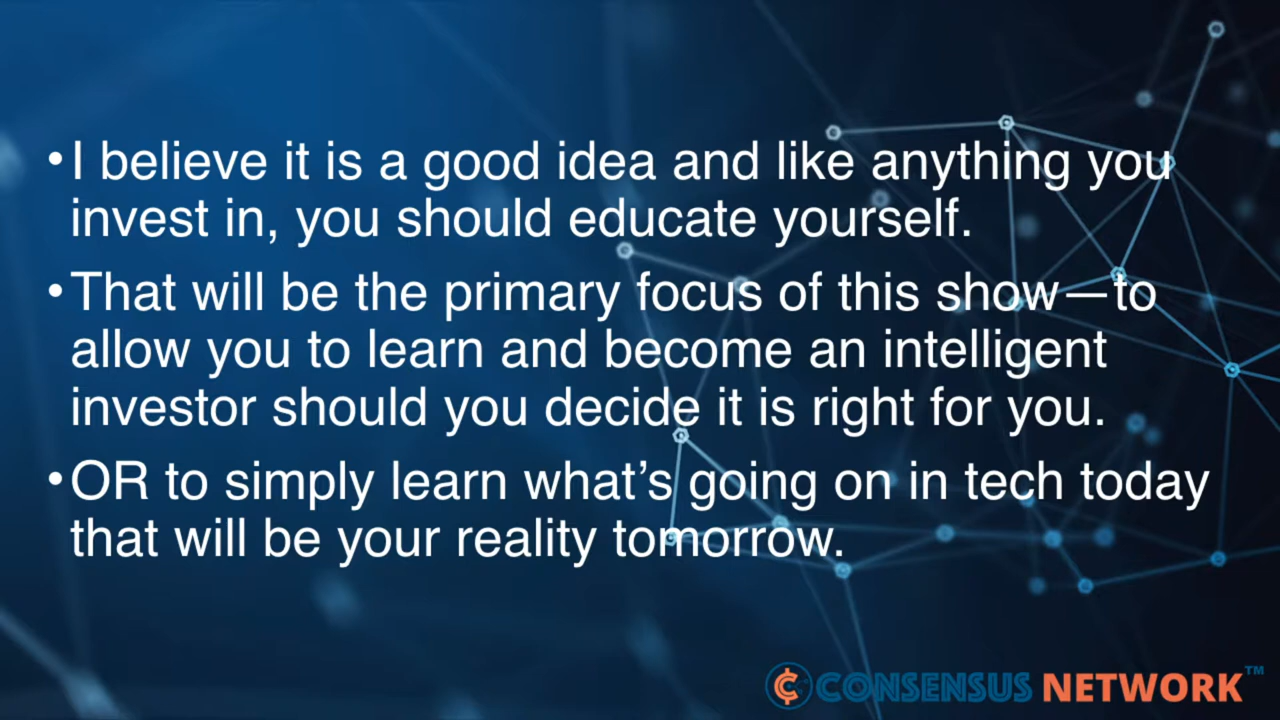 •I believe it is a good idea and like anything you
invest in, you should educate yourself.
•That will be the primary focus of this show—to
allow you to learn and become an intelligent
investor should you decide it is right for you.
•OR to simply learn what’s going on in tech today
that will be your reality tomorrow.
CONSENSUS NETWORK™